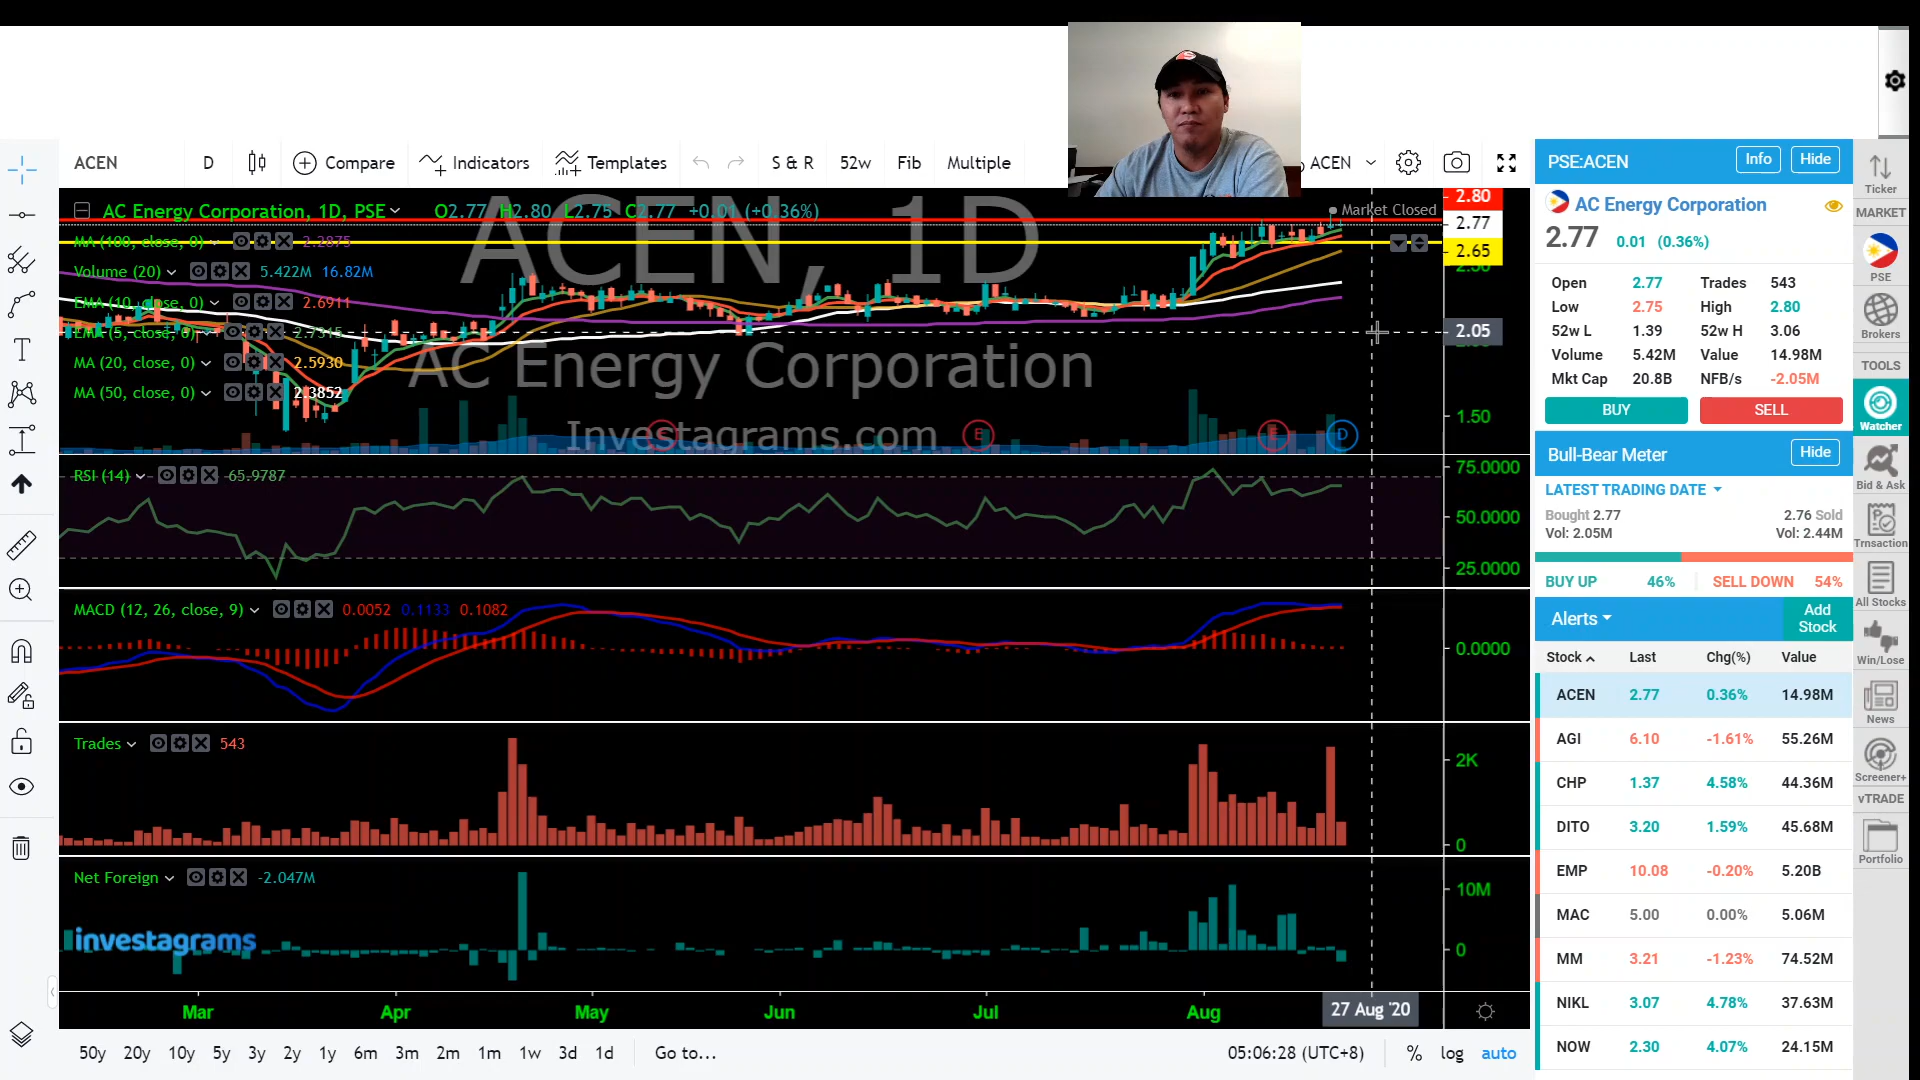 ACEN D Compare Indicators Templates S & R 52w Fib Multiple ACEN
AC Energy Corporation, 1D, PSE O2.77 H2.80 L2.75 C2.77 +0.01 (+0.36%)
Market Closed
MA (100, close, 0) 2.2875
Volume (20) 5.422M 16.82M
EMA (10, close, 0) 2.6911
EMA (5, close, 0) 2.7315
MA (20, close, 0) 2.5930
MA (50, close, 0) 2.3852
ACEN, 1D
AC Energy Corporation
Investagrams.com
E
E
D
2.80
2.77
2.65
2.05
1.50
RSI (14) 65.9787
75.0000
50.0000
25.0000
MACD (12, 26, close, 9) 0.0052 0.1133 0.1082
0.0000
Trades 543
2K
0
Net Foreign -2.047M
10M
0
investagrams
Mar Apr May Jun Jul Aug 27 Aug '20
50y 20y 10y 5y 3y 2y 1y 6m 3m 2m 1m 1w 3d 1d Go to... 05:06:28 (UTC+8) % log auto
PSE:ACEN Info Hide
AC Energy Corporation
2.77 0.01 (0.36%)
Open 2.77 Trades 543
Low 2.75 High 2.80
52w L 1.39 52w H 3.06
Volume 5.42M Value 14.98M
Mkt Cap 20.8B NFB/s -2.05M
BUY SELL
Bull-Bear Meter Hide
LATEST TRADING DATE
Bought 2.77 2.76 Sold
Vol: 2.05M Vol: 2.44M
BUY UP 46% SELL DOWN 54%
Alerts Add Stock
Stock Last Chg(%) Value
ACEN 2.77 0.36% 14.98M
AGI 6.10 -1.61% 55.26M
CHP 1.37 4.58% 44.36M
DITO 3.20 1.59% 45.68M
EMP 10.08 -0.20% 5.20B
MAC 5.00 0.00% 5.06M
MM 3.21 -1.23% 74.52M
NIKL 3.07 4.78% 37.63M
NOW 2.30 4.07% 24.15M
Ticker
MARKET
PSE
Brokers
TOOLS
Watcher
Bid & Ask
Trnsaction
All Stocks
Win/Lose
News
Screener+
vTRADE
Portfolio